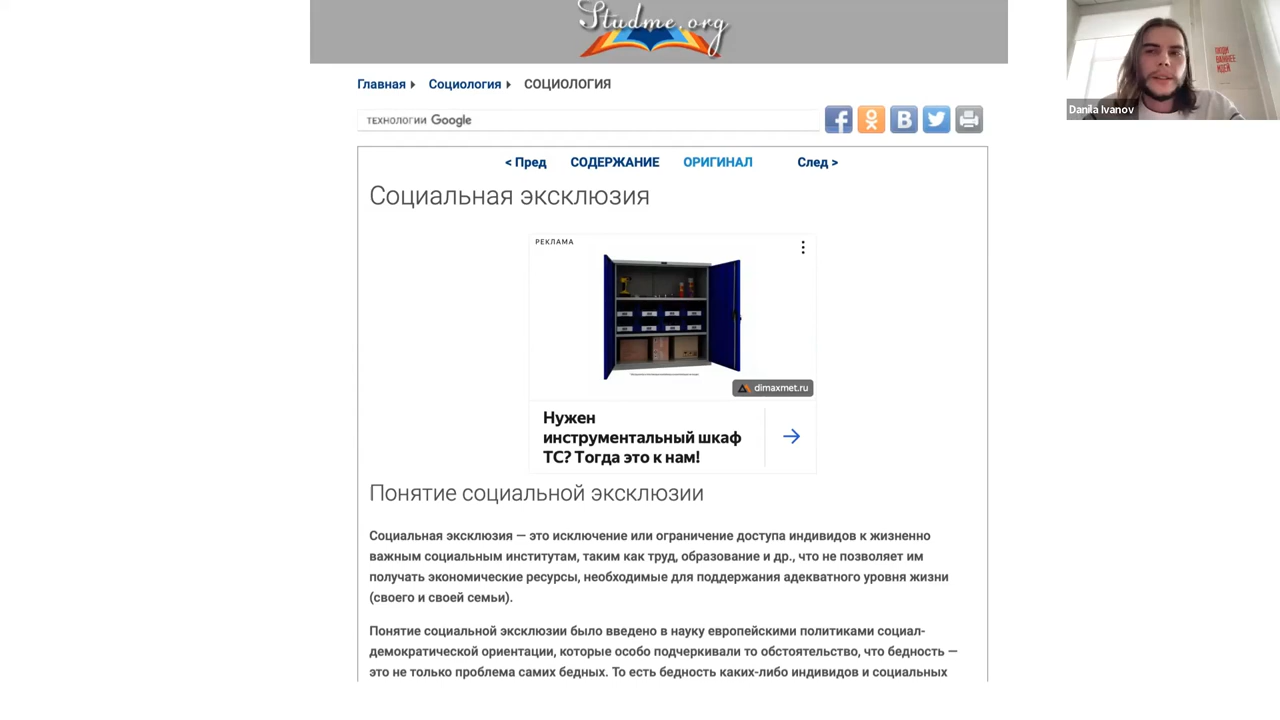 Studme.org
Главная
Социология
СОЦИОЛОГИЯ
ТЕХНОЛОГИИ Google
< Пред
СОДЕРЖАНИЕ
ОРИГИНАЛ
След >
Социальная эксклюзия
РЕКЛАМА
dimaxmet.ru
Нужен
инструментальный шкаф
ТС? Тогда это к нам!
Понятие социальной эксклюзии
Социальная эксклюзия — это исключение или ограничение доступа индивидов к жизненно
важным социальным институтам, таким как труд, образование и др., что не позволяет им
получать экономические ресурсы, необходимые для поддержания адекватного уровня жизни
(своего и своей семьи).
Понятие социальной эксклюзии было введено в науку европейскими политиками социал-
демократической ориентации, которые особо подчеркивали то обстоятельство, что бедность —
это не только проблема самих бедных. То есть бедность каких-либо индивидов и социальных
ЛЮДИ
ВАЖНЕЕ
ИДЕЙ
Danila Ivanov